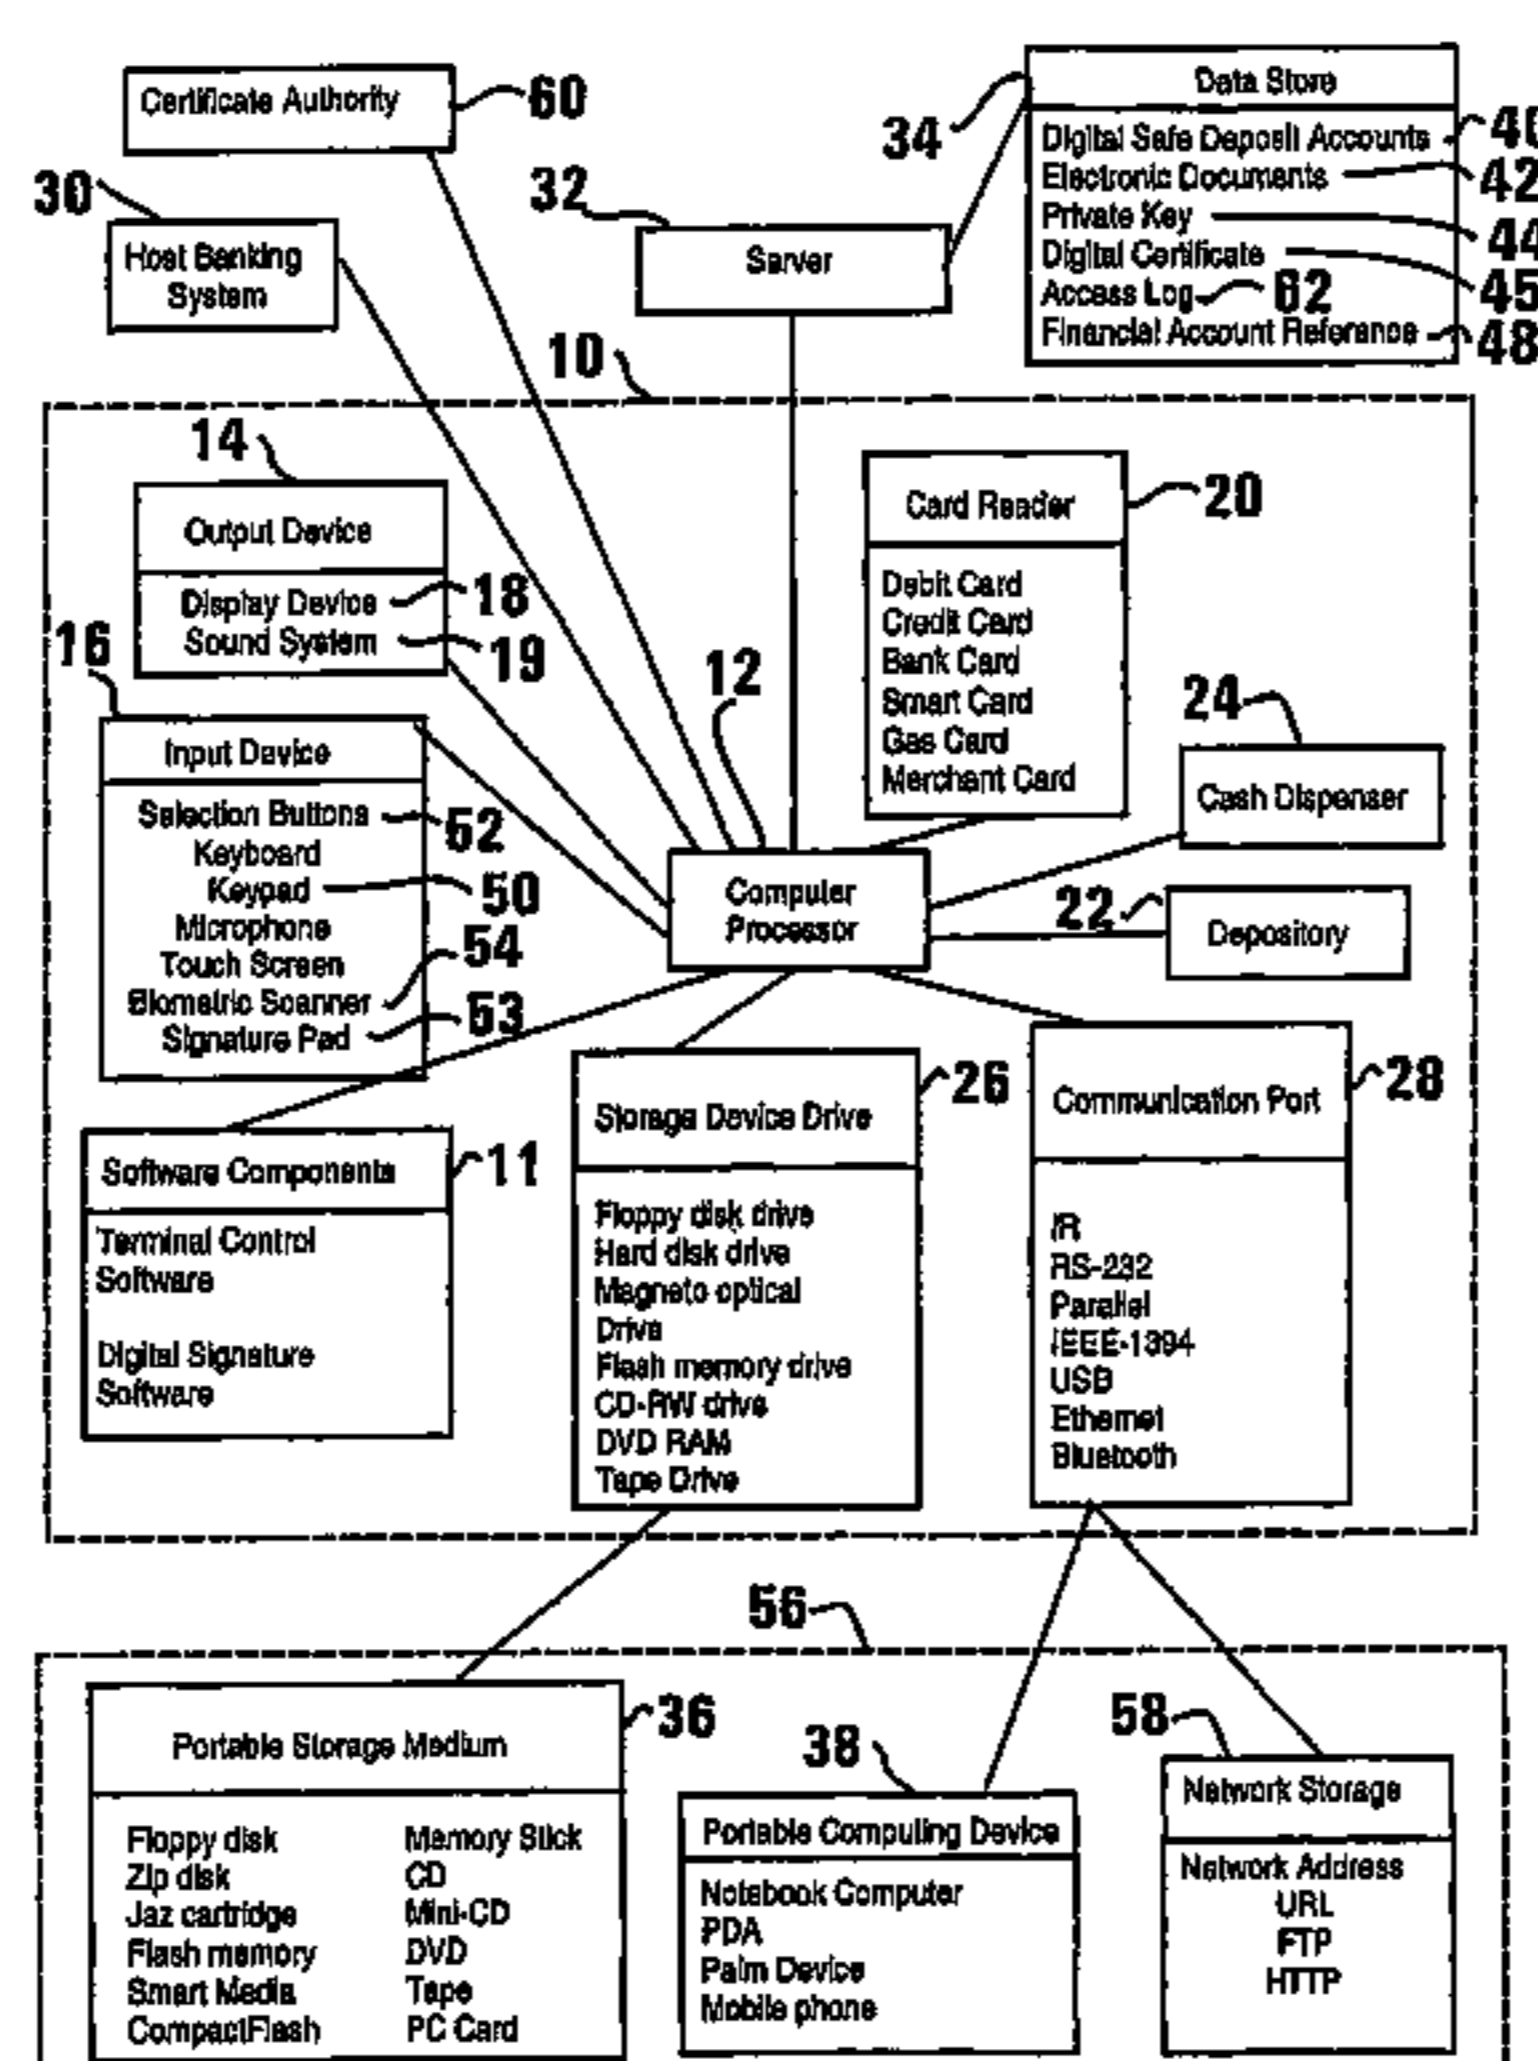 Certificate Authority
60
34
Data Store
Digital Safe Deposit Accounts
40
Electronic Documents
42
Private Key
44
Digital Certificate
45
Access Log
62
Financial Account Reference
48
30
Host Banking
System
32
Server
10
14
Output Device
Display Device
18
Sound System
19
Card Reader
20
Debit Card
Credit Card
Bank Card
Smart Card
Gas Card
Merchant Card
16
Input Device
Selection Buttons
52
Keyboard
Keypad
50
Microphone
Touch Screen
54
Biometric Scanner
Signature Pad
53
12
Computer
Processor
24
Cash Dispenser
22
Depository
Software Components
11
Terminal Control
Software
Digital Signature
Software
Storage Device Drive
26
Floppy disk drive
Hard disk drive
Magneto optical
Drive
Flash memory drive
CD-RW drive
DVD RAM
Tape Drive
Communication Port
28
IR
RS-232
Parallel
IEEE-1394
USB
Ethernet
Bluetooth
56
Portable Storage Medium
36
Floppy disk
Zip disk
Jaz cartridge
Flash memory
Smart Media
CompactFlash
Memory Stick
CD
Mini-CD
DVD
Tape
PC Card
38
Portable Computing Device
Notebook Computer
PDA
Palm Device
Mobile phone
58
Network Storage
Network Address
URL
FTP
HTTP